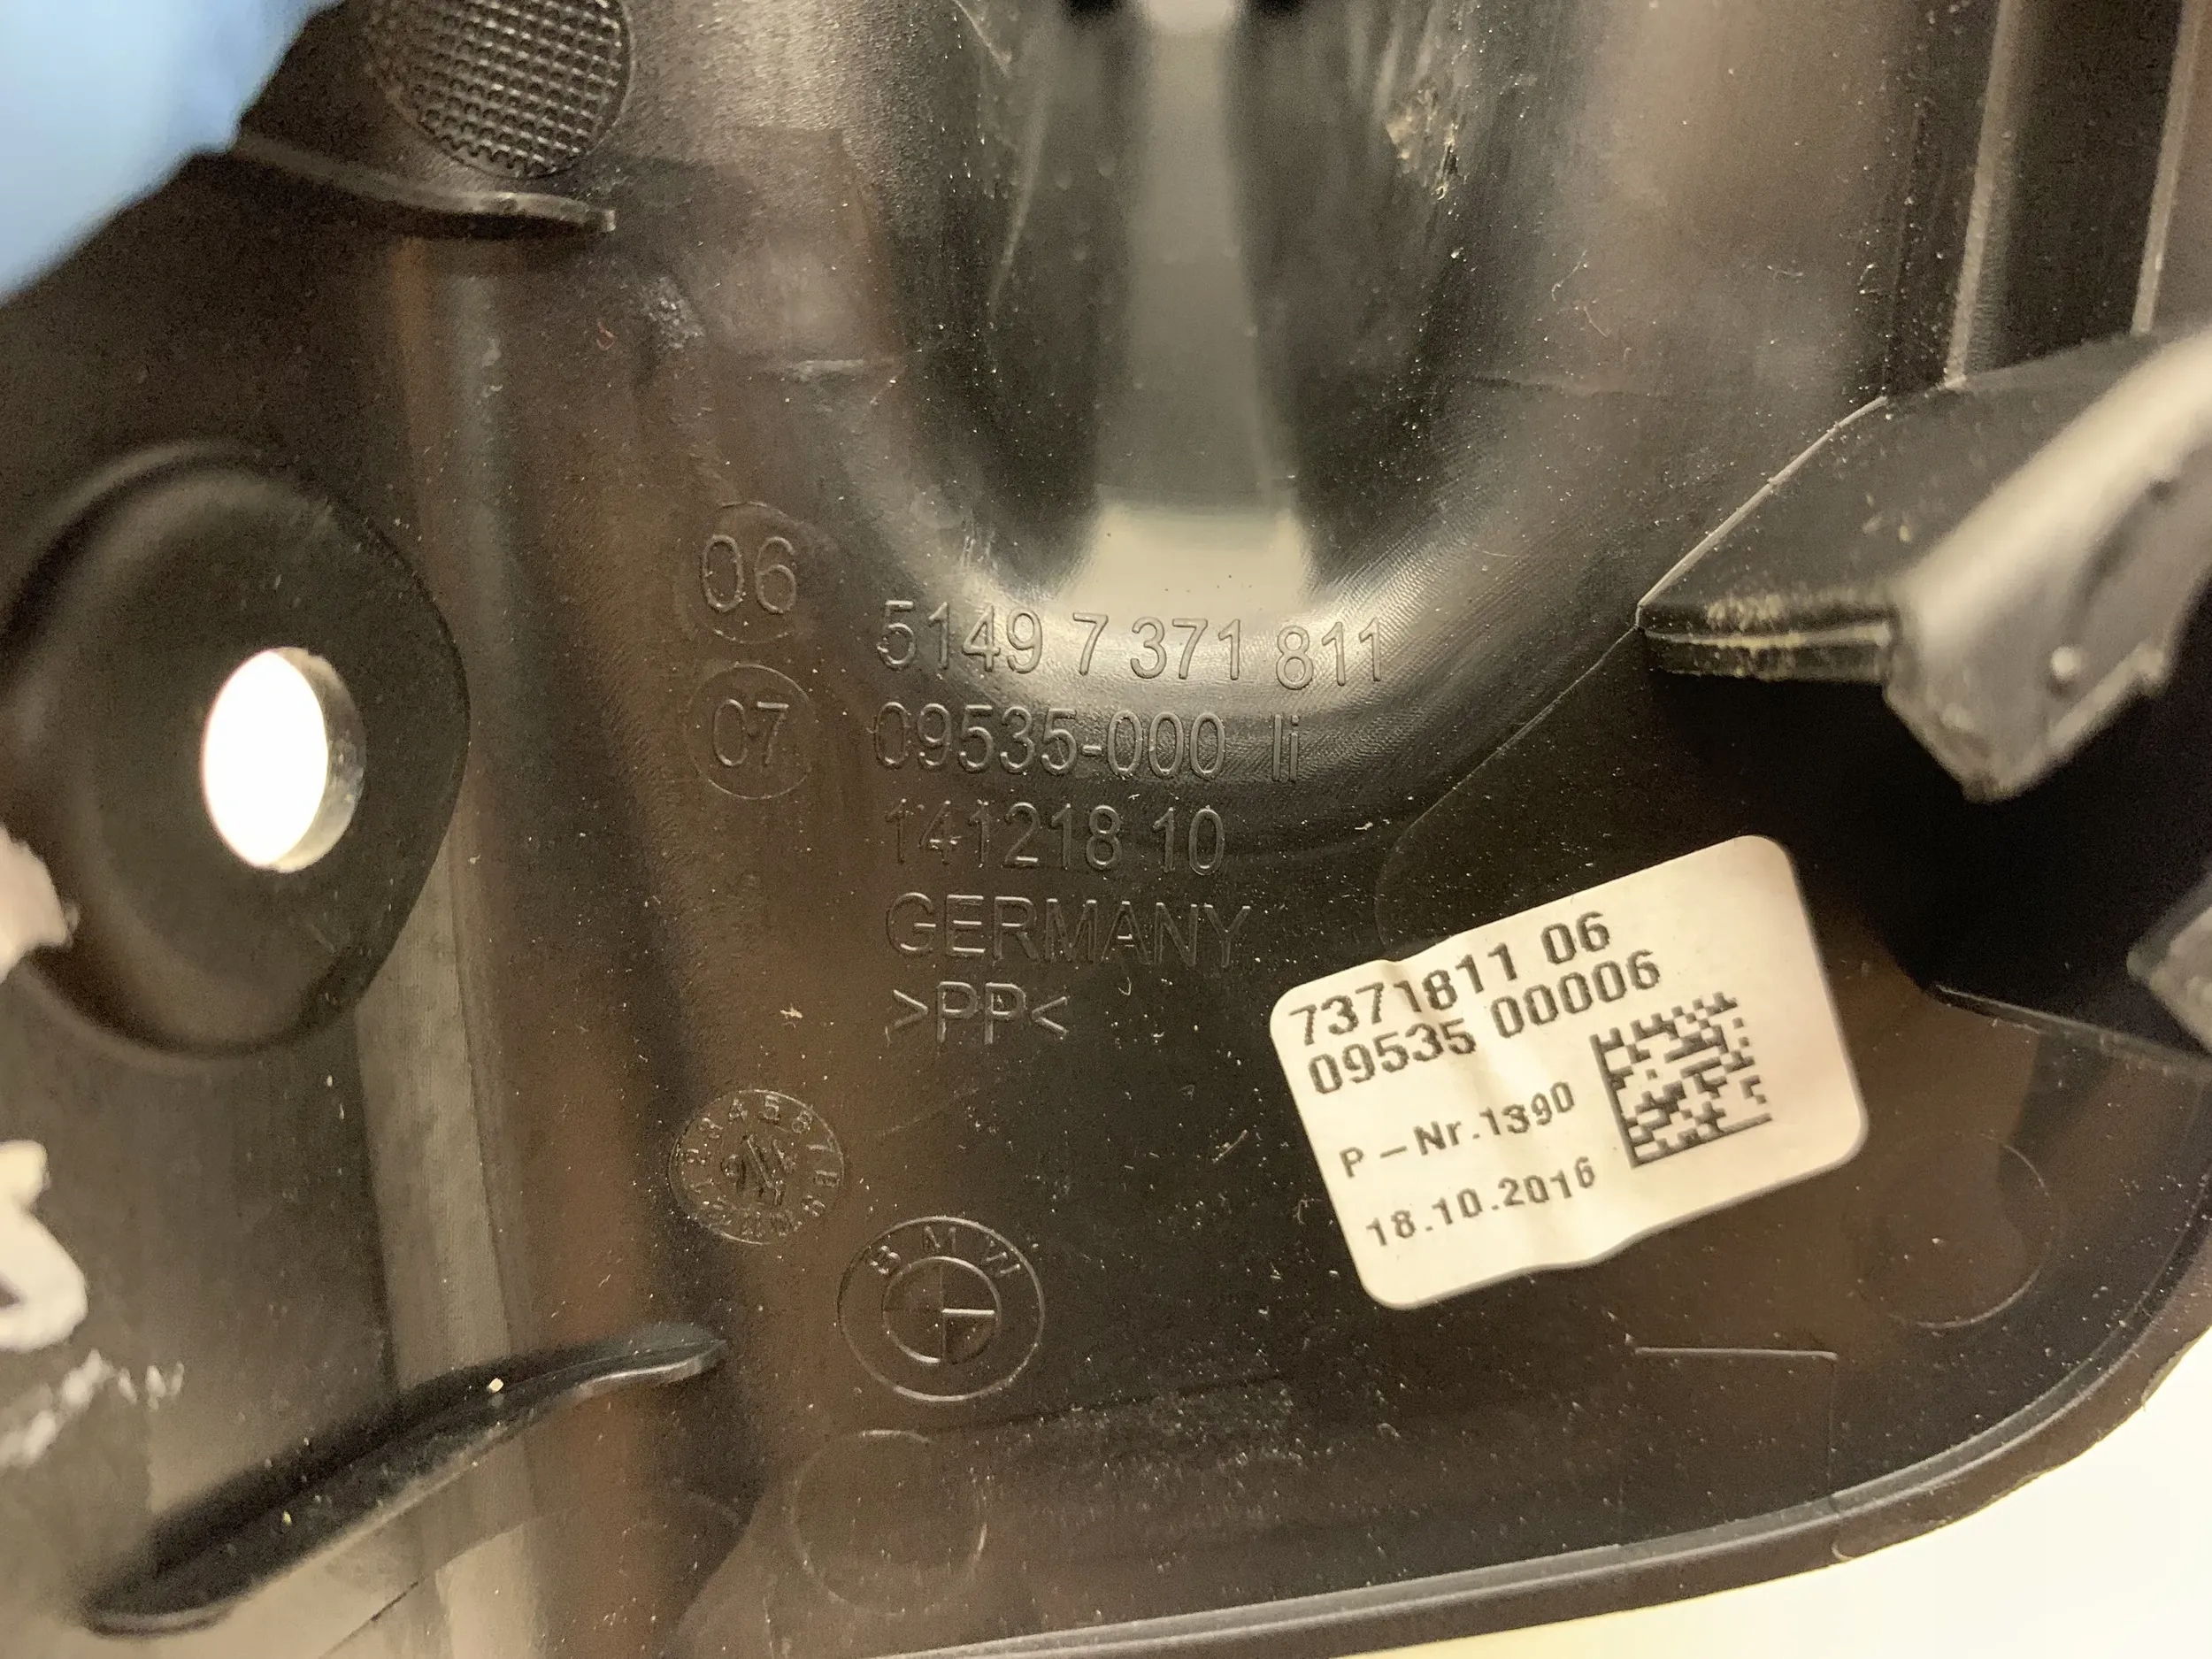 06
5149 7 371 811
07
09535-000 li
141218 10
GERMANY
>PP<
7371811 06
09535 00006
P-Nr.1390
18.10.2016
BMW